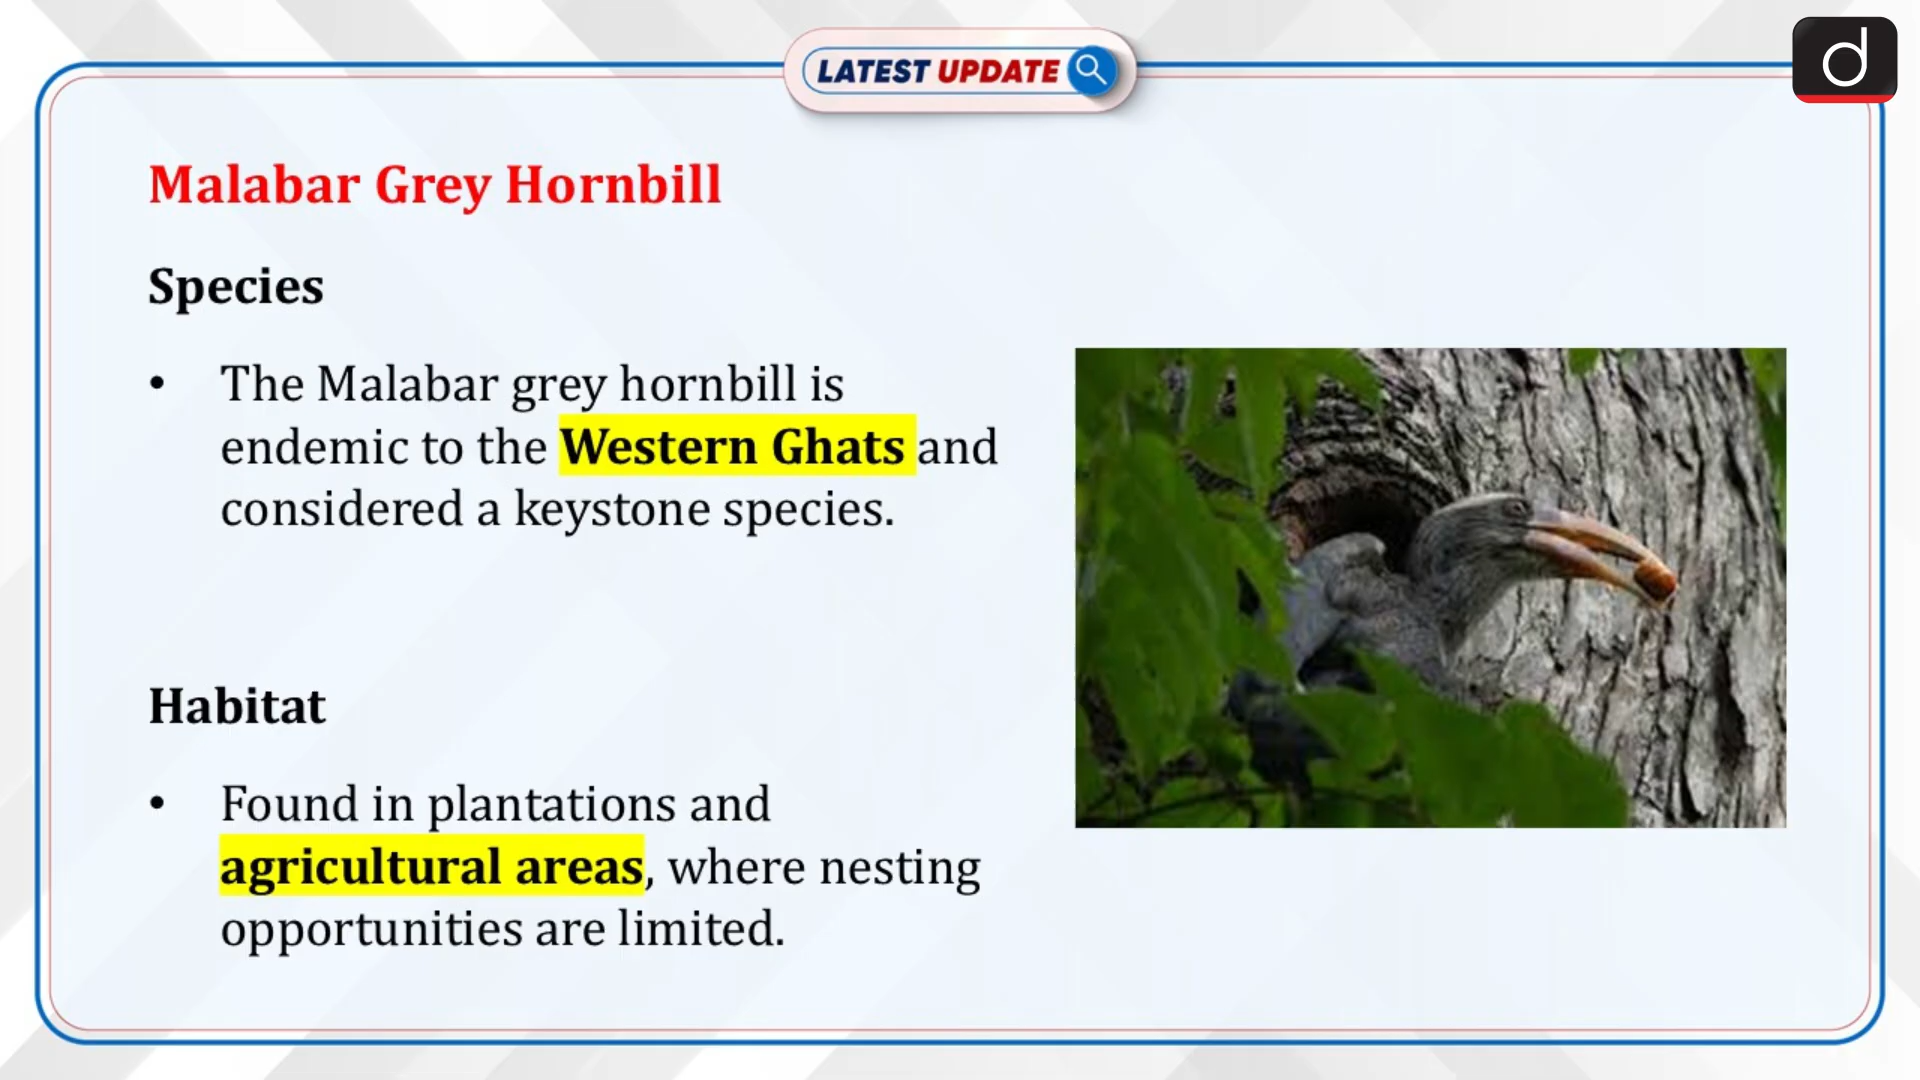 LATEST UPDATE
d
Malabar Grey Hornbill
Species
• The Malabar grey hornbill is
endemic to the Western Ghats and
considered a keystone species.
Habitat
• Found in plantations and
agricultural areas, where nesting
opportunities are limited.